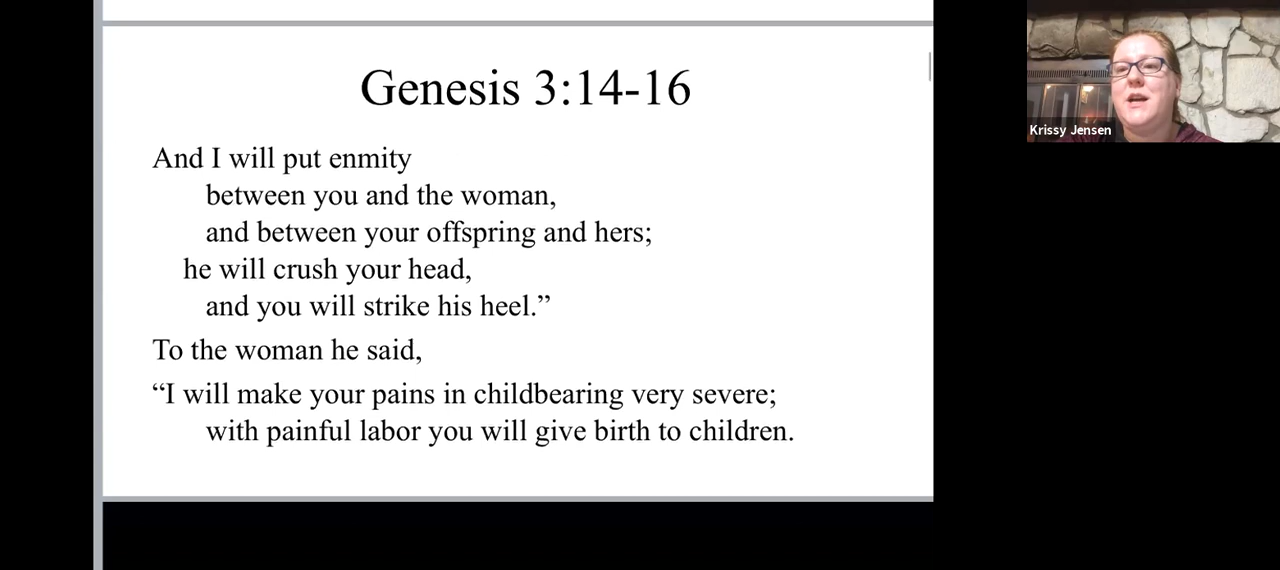 Genesis 3:14-16
And I will put enmity
between you and the woman,
and between your offspring and hers;
he will crush your head,
and you will strike his heel.”
To the woman he said,
“I will make your pains in childbearing very severe;
with painful labor you will give birth to children.
Krissy Jensen